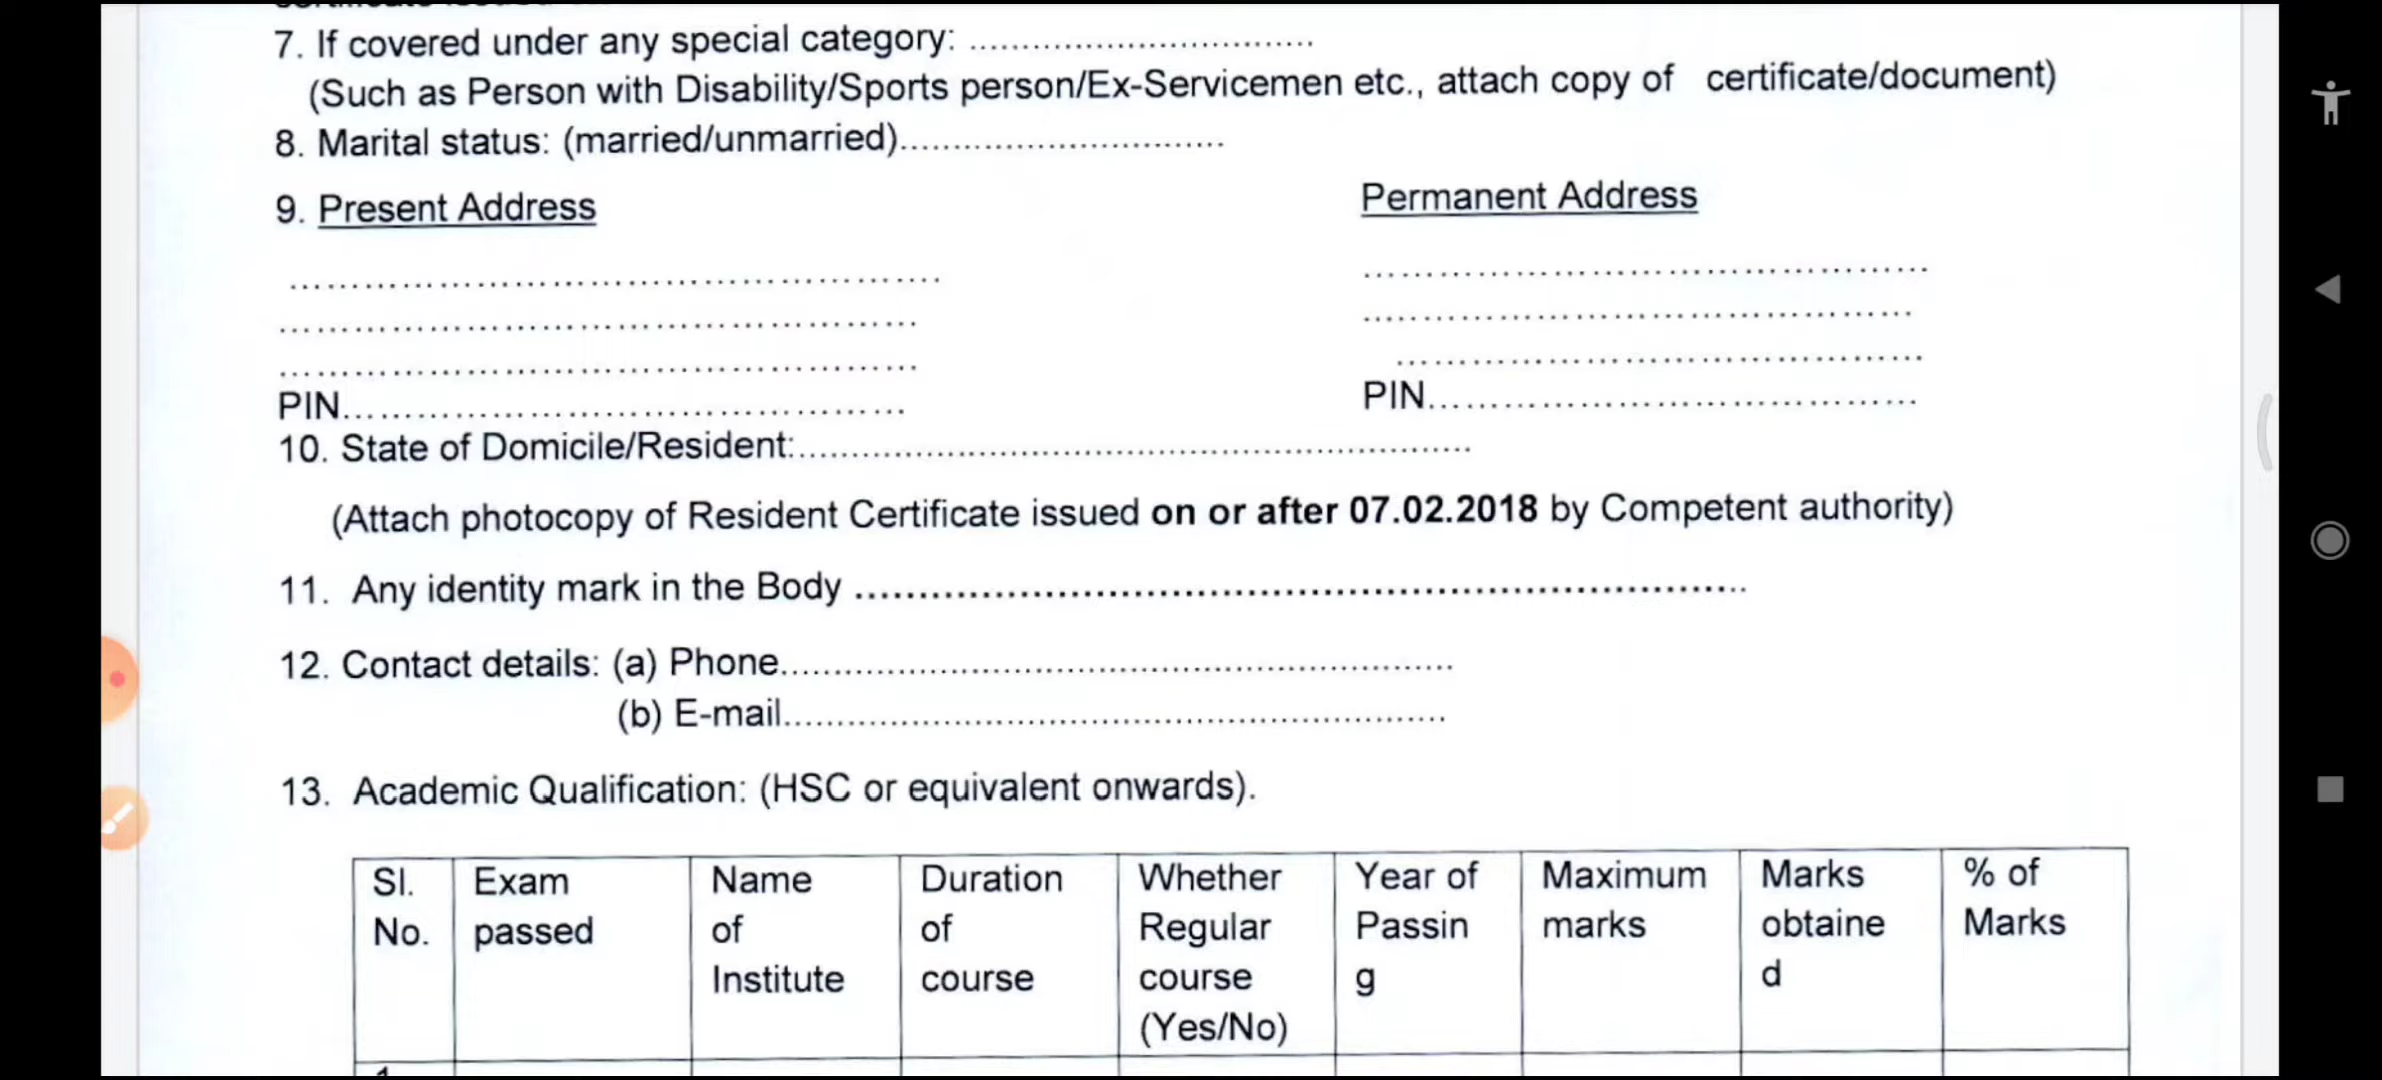 7. If covered under any special category: ..................................
(Such as Person with Disability/Sports person/Ex-Servicemen etc., attach copy of certificate/document)
8. Marital status: (married/unmarried)...............................
9. Present Address
Permanent Address
....................................................
....................................................
....................................................
..............................................
..............................................
...........................................
PIN..............................................
PIN........................................
10. State of Domicile/Resident:.................................................................
(Attach photocopy of Resident Certificate issued on or after 07.02.2018 by Competent authority)
11. Any identity mark in the Body ......................................................................
12. Contact details: (a) Phone................................................................
(b) E-mail...............................................................
13. Academic Qualification: (HSC or equivalent onwards).
Sl. No.
Exam passed
Name of Institute
Duration of course
Whether Regular course (Yes/No)
Year of Passin g
Maximum marks
Marks obtaine d
% of Marks